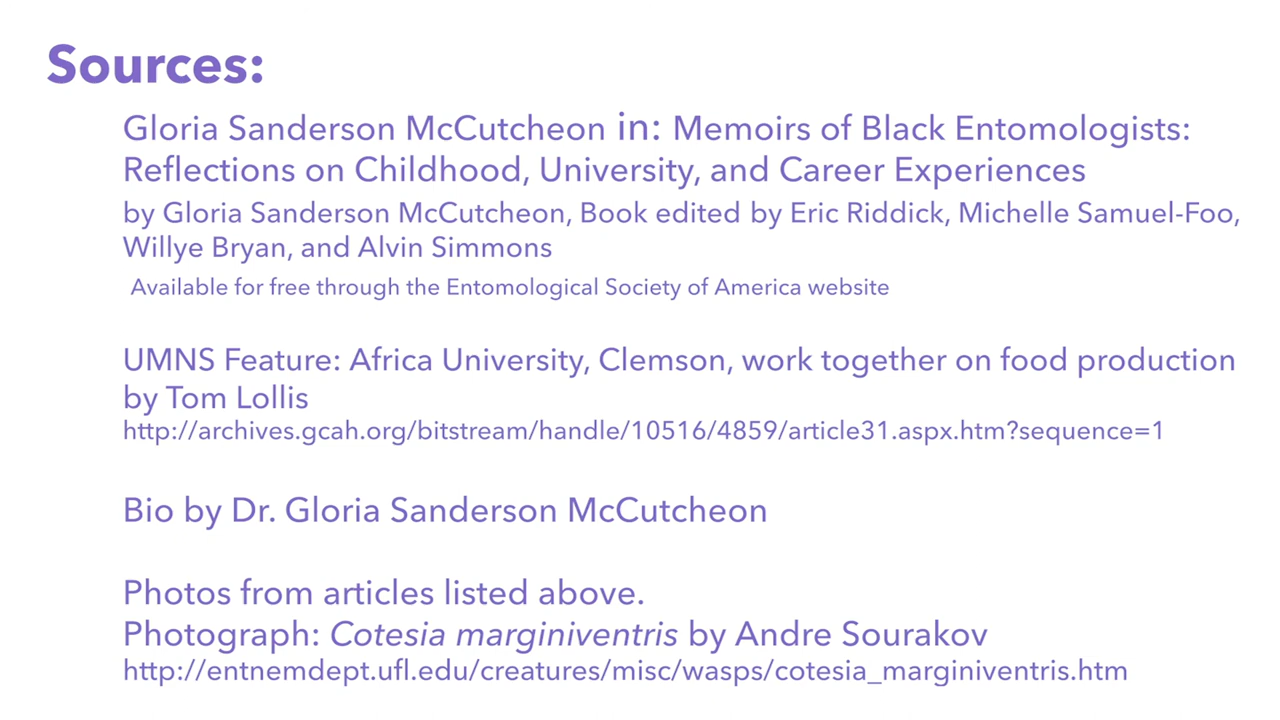 Sources:
Gloria Sanderson McCutcheon in: Memoirs of Black Entomologists:
Reflections on Childhood, University, and Career Experiences
by Gloria Sanderson McCutcheon, Book edited by Eric Riddick, Michelle Samuel-Foo,
Willye Bryan, and Alvin Simmons
Available for free through the Entomological Society of America website
UMNS Feature: Africa University, Clemson, work together on food production
by Tom Lollis
http://archives.gcah.org/bitstream/handle/10516/4859/article31.aspx.htm?sequence=1
Bio by Dr. Gloria Sanderson McCutcheon
Photos from articles listed above.
Photograph: Cotesia marginiventris by Andre Sourakov
http://entnemdept.ufl.edu/creatures/misc/wasps/cotesia_marginiventris.htm